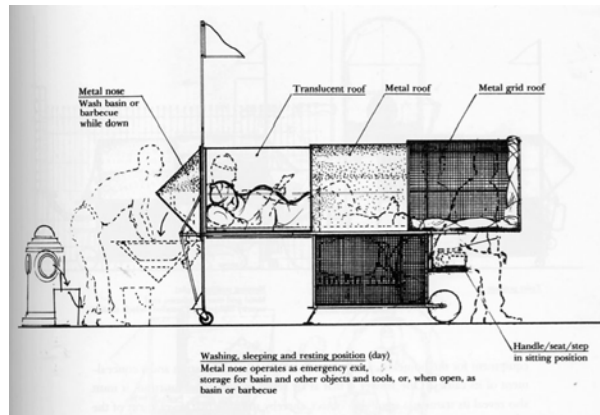 Metal nose
Wash basin or
barbecue
while down
Translucent roof
Metal roof
Metal grid roof
Handle/seat/step
in sitting position
Washing, sleeping and resting position (day)
Metal nose operates as emergency exit,
storage for basin and other objects and tools, or, when open, as
basin or barbecue